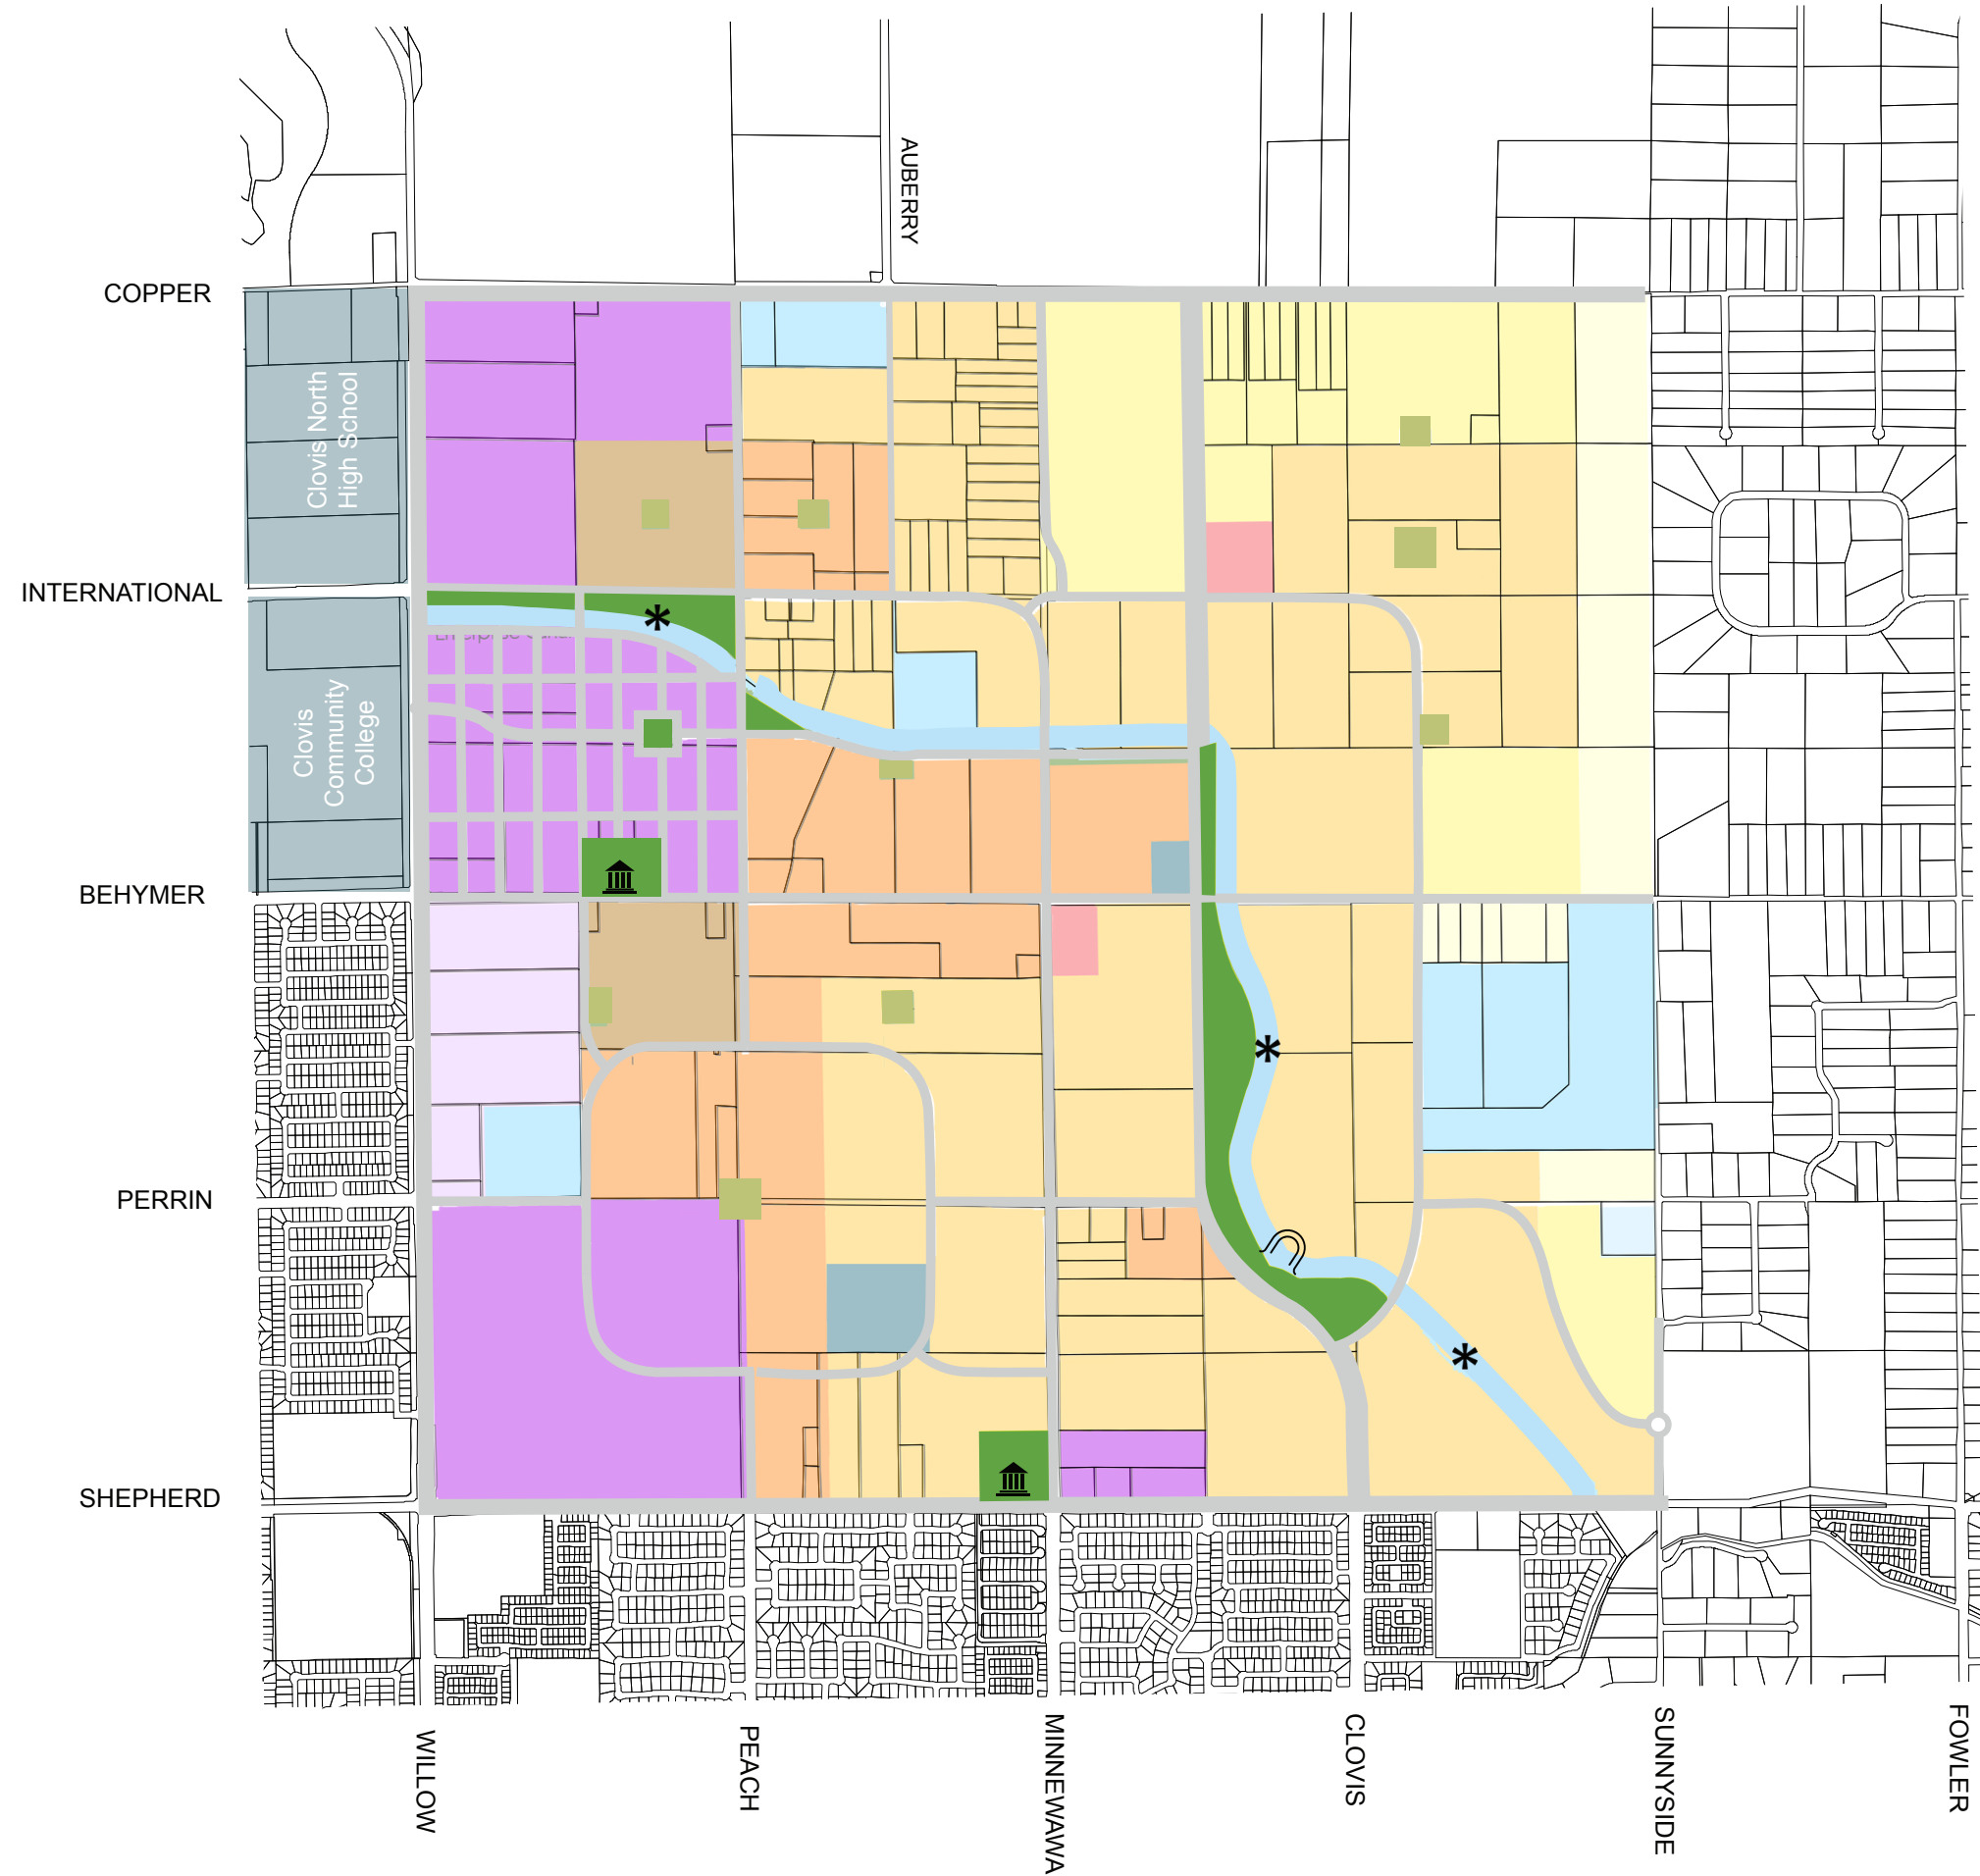 AUBERRY
COPPER
Clovis North
High School
INTERNATIONAL
Clovis
Community
College
BEHYMER
PERRIN
SHEPHERD
WILLOW
PEACH
MINNEWAWA
CLOVIS
SUNNYSIDE
FOWLER